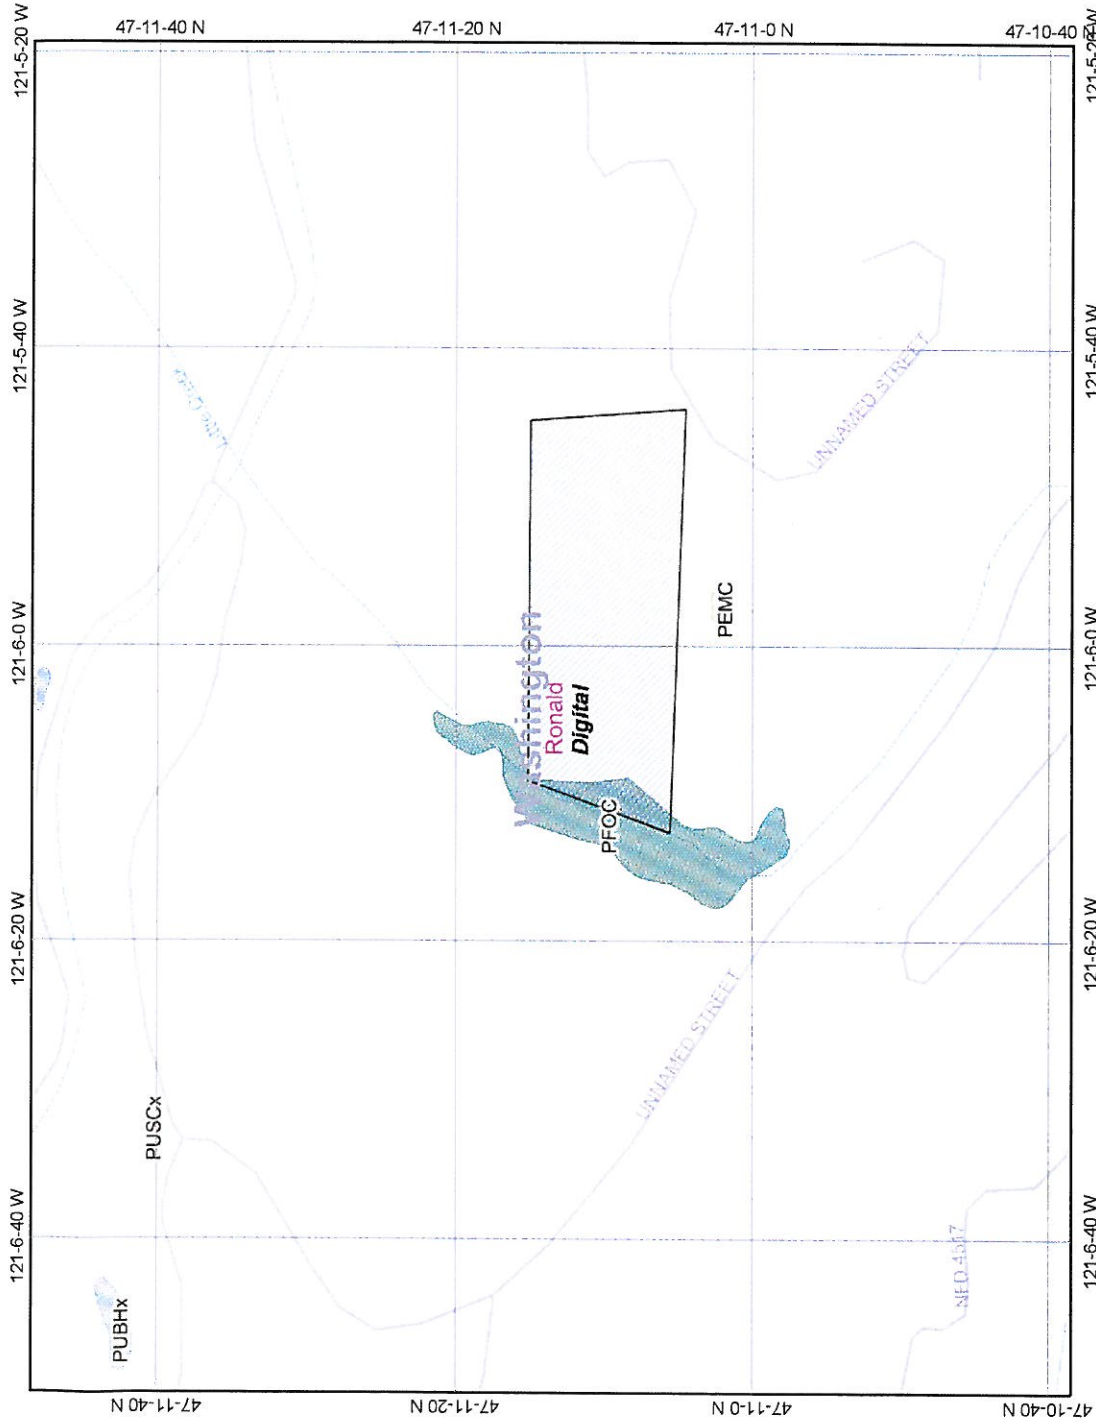 47-11-40 N
47-11-20 N
47-11-0 N
47-10-40 N
121-5-20 W
121-5-20 W
121-5-40 W
121-5-40 W
121-6-0 W
121-6-0 W
121-6-20 W
121-6-20 W
121-6-40 W
121-6-40 W
47-11-40 N
47-11-20 N
47-11-0 N
47-10-40 N
Little Creek
UNNAMED STREET
PEMC
Washington
Ronald
Digital
PFOC
UNNAMED STREET
PUSCx
PUBHx